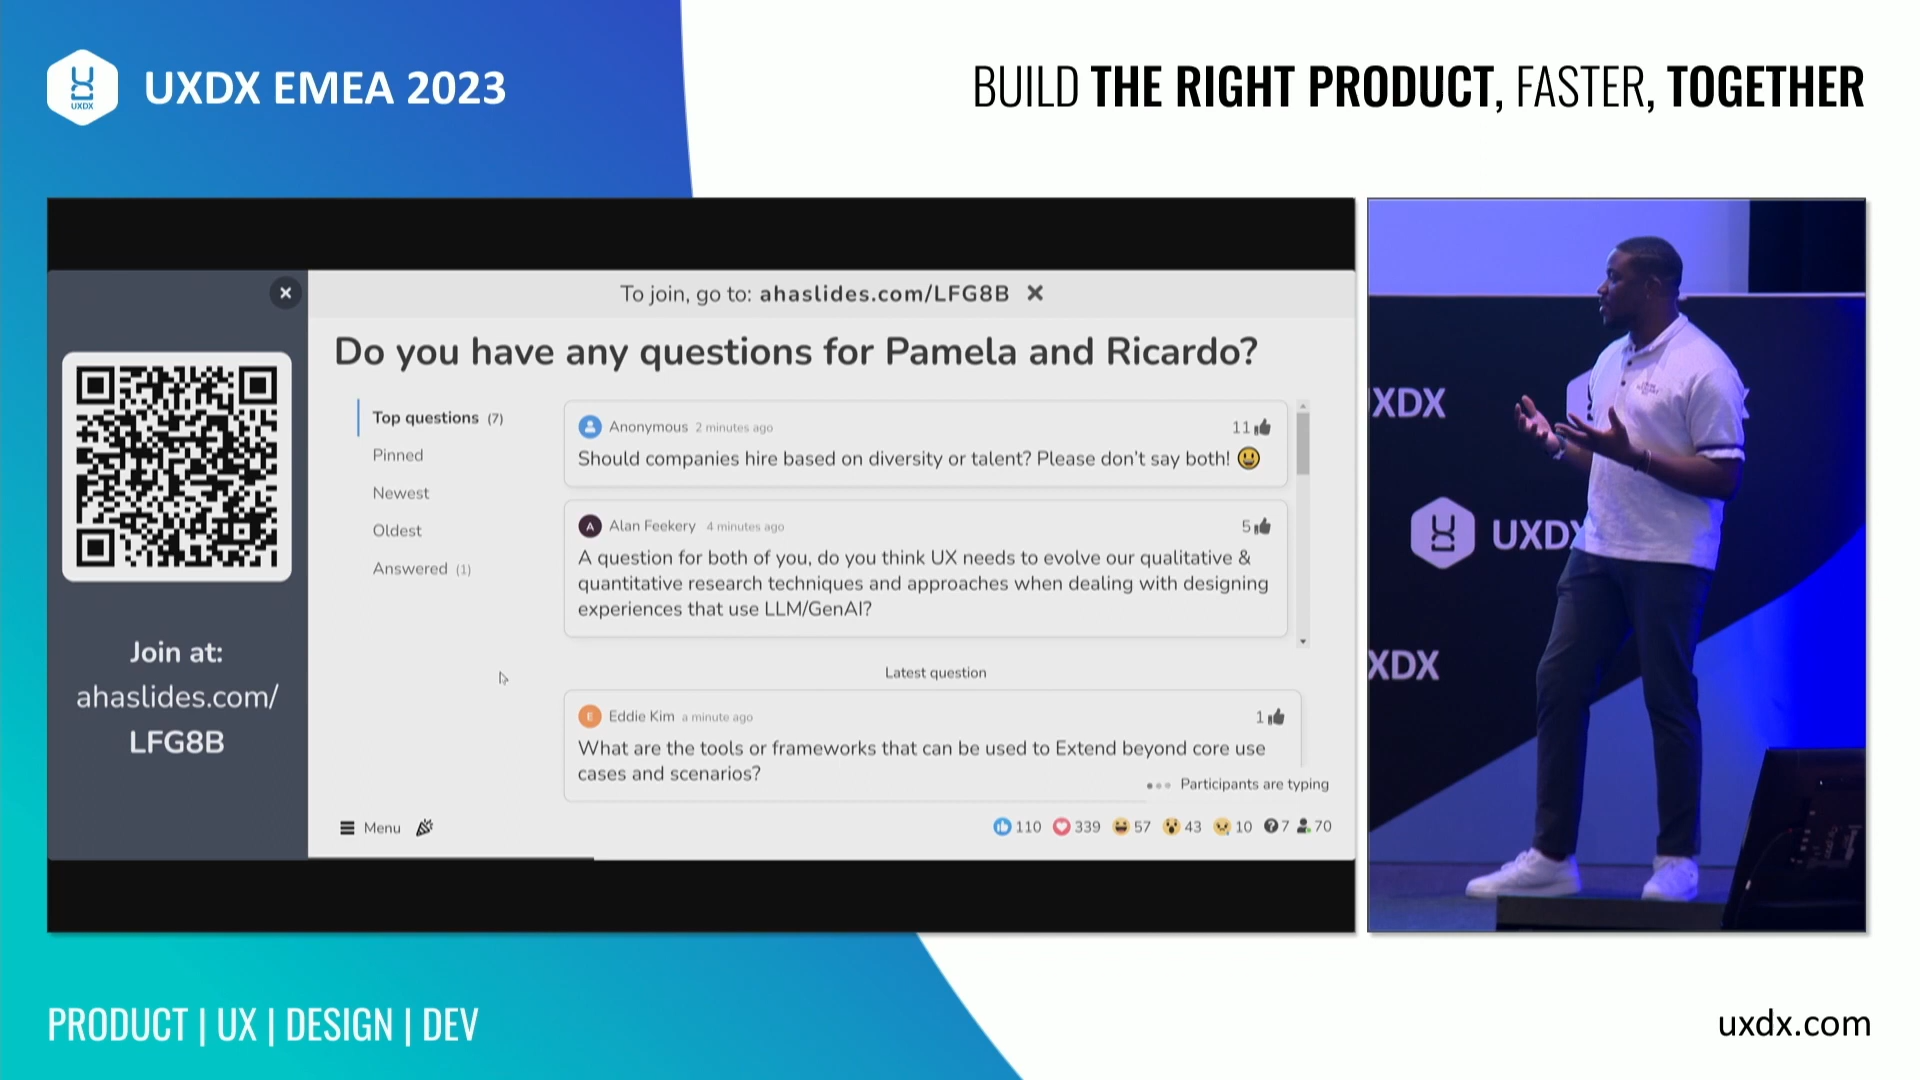 UXDX
UXDX EMEA 2023
BUILD THE RIGHT PRODUCT, FASTER, TOGETHER
To join, go to: ahaslides.com/LFG8B
Do you have any questions for Pamela and Ricardo?
Top questions (7)
Pinned
Newest
Oldest
Answered (1)
Anonymous 2 minutes ago 11
Should companies hire based on diversity or talent? Please don't say both! 😀
A Alan Feekery 4 minutes ago 5
A question for both of you, do you think UX needs to evolve our qualitative &
quantitative research techniques and approaches when dealing with designing
experiences that use LLM/GenAI?
Latest question
E Eddie Kim a minute ago 1
What are the tools or frameworks that can be used to Extend beyond core use
cases and scenarios?
Participants are typing
Join at:
ahaslides.com/
LFG8B
Menu
110 339 57 43 10 7 70
XDX
UXDX
XDX
PRODUCT | UX | DESIGN | DEV
uxdx.com